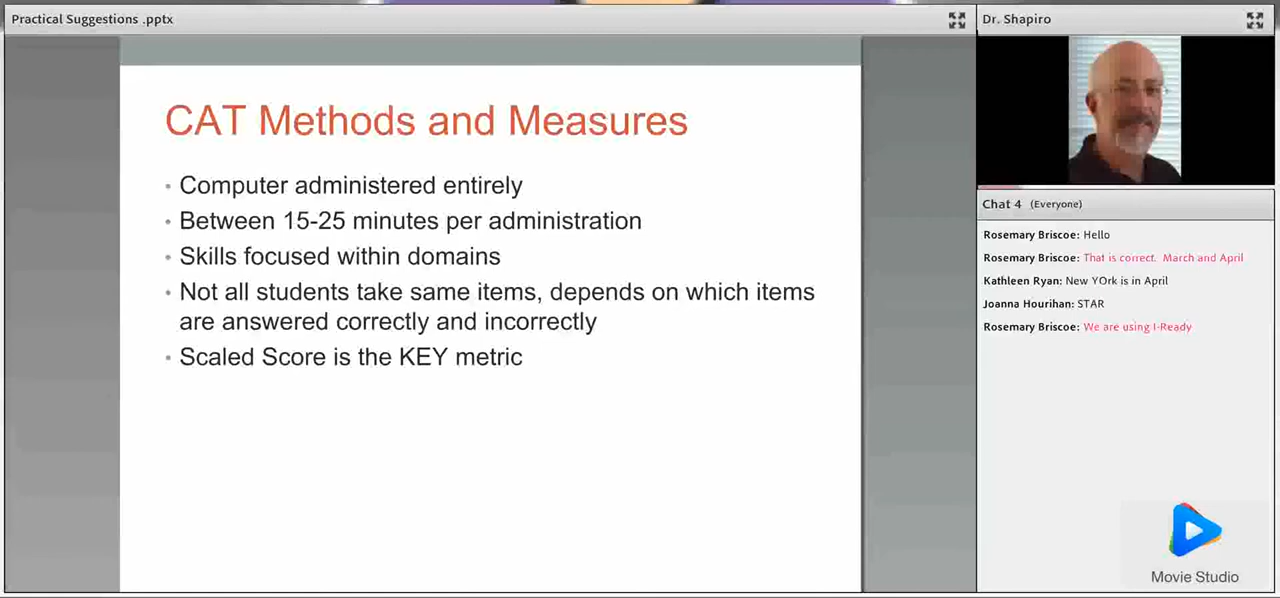 Practical Suggestions .pptx
Dr. Shapiro
CAT Methods and Measures
• Computer administered entirely
• Between 15-25 minutes per administration
• Skills focused within domains
• Not all students take same items, depends on which items
are answered correctly and incorrectly
• Scaled Score is the KEY metric
Chat 4 (Everyone)
Rosemary Briscoe: Hello
Rosemary Briscoe: That is correct. March and April
Kathleen Ryan: New YOrk is in April
Joanna Hourihan: STAR
Rosemary Briscoe: We are using I-Ready
Movie Studio